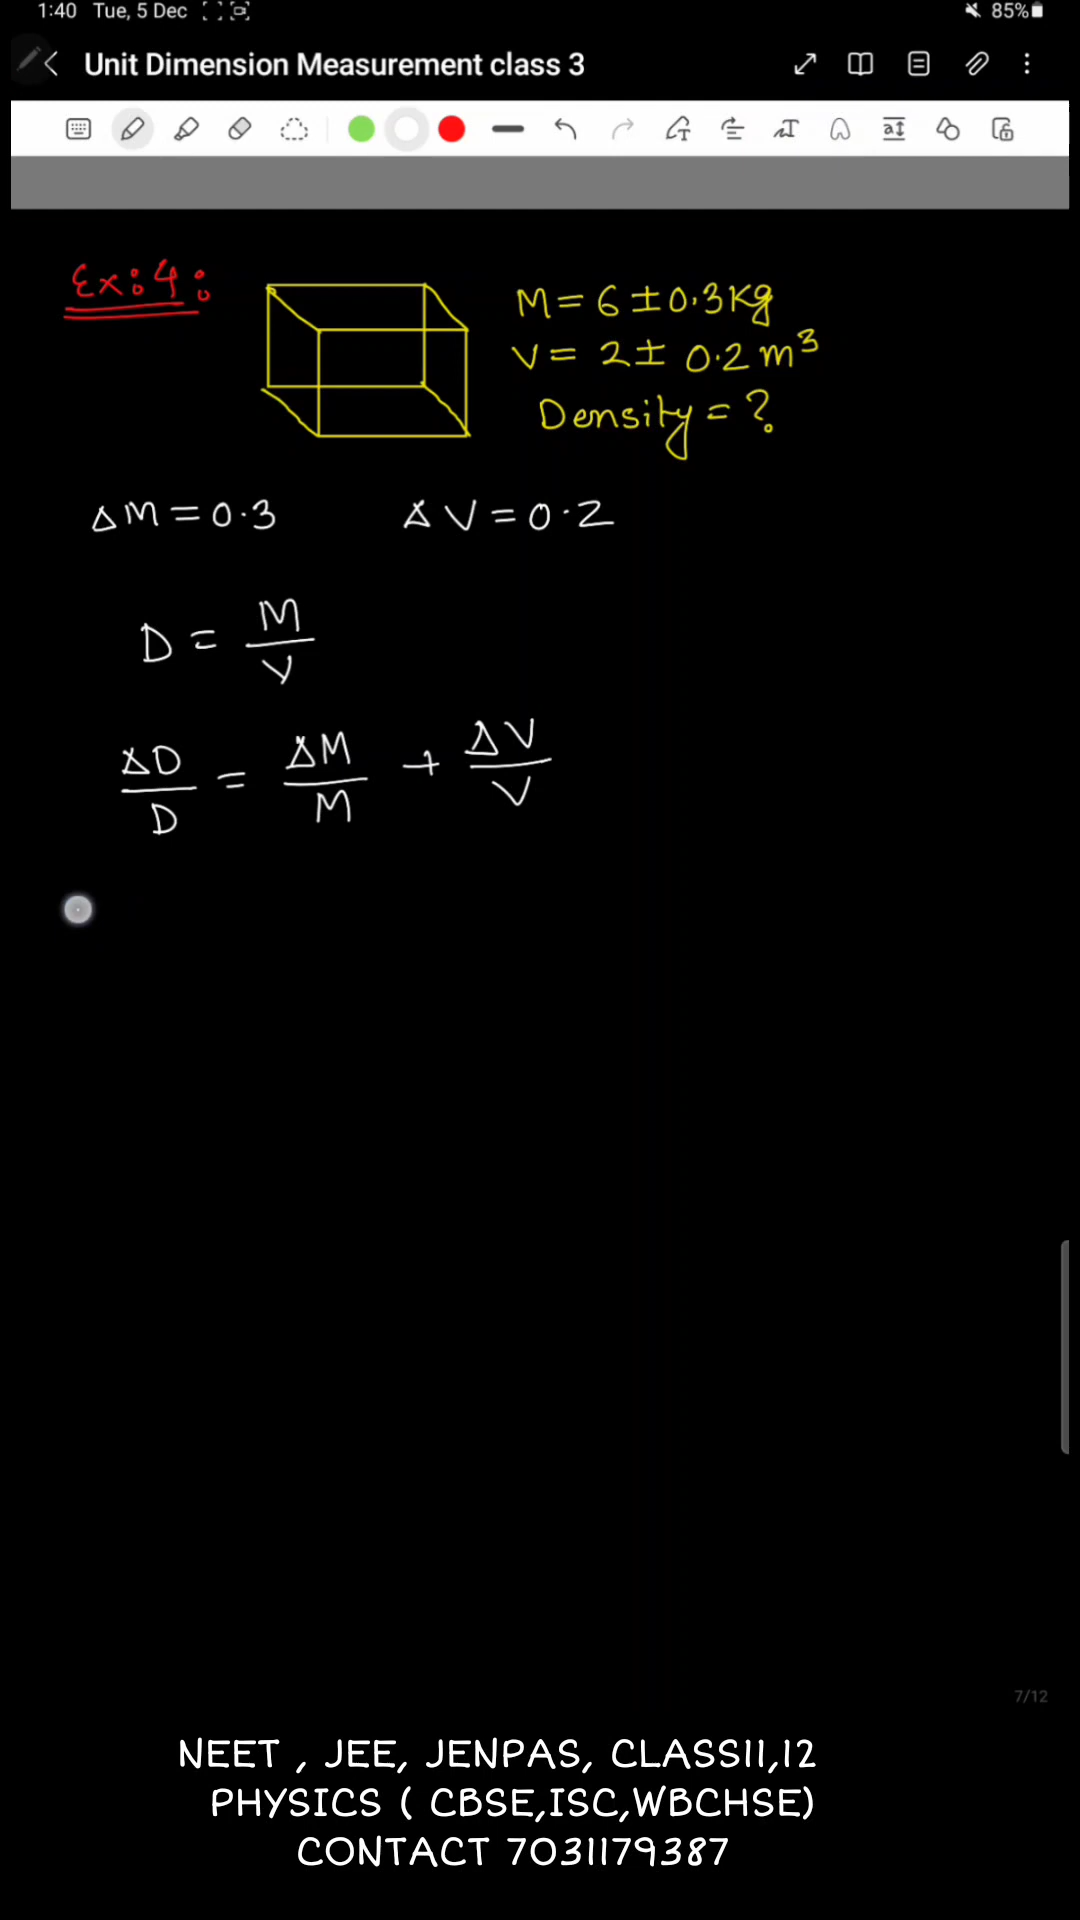 1:40 Tue, 5 Dec 85%
Unit Dimension Measurement class 3
Ex:4:
M = 6 ± 0.3 Kg
V = 2 ± 0.2 m³
Density = ?
ΔM = 0.3 ΔV = 0.2
D = M/V
ΔD/D = ΔM/M + ΔV/V
7/12
NEET , JEE, JENPAS, CLASS11,12
PHYSICS ( CBSE,ISC,WBCHSE)
CONTACT 7031179387